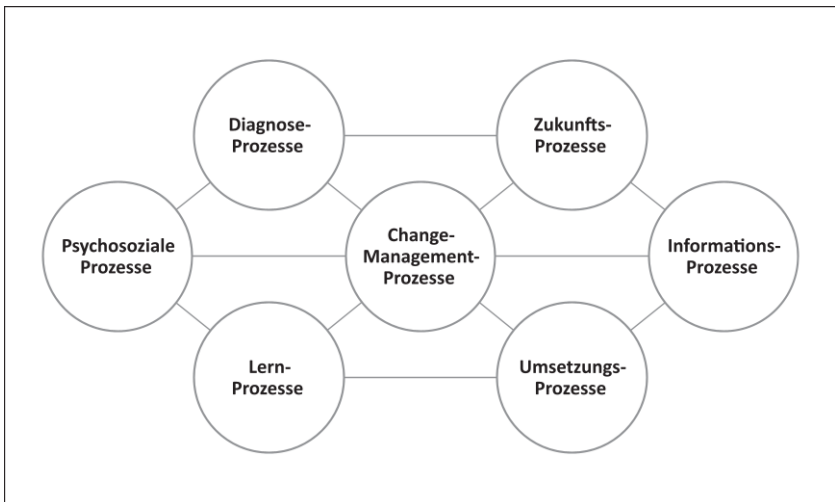 Diagnose-
Prozesse
Zukunfts-
Prozesse
Psychosoziale
Prozesse
Change-
Management-
Prozesse
Informations-
Prozesse
Lern-
Prozesse
Umsetzungs-
Prozesse